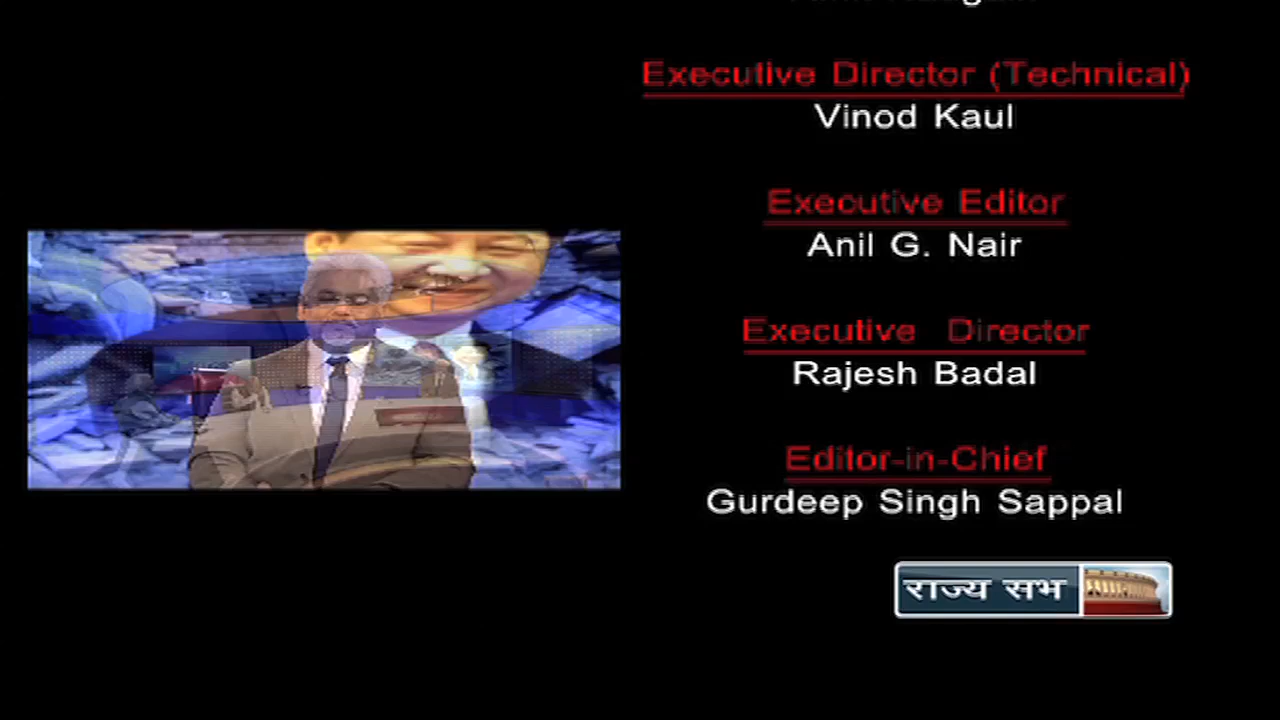 Executive Director (Technical)
Vinod Kaul
Executive Editor
Anil G. Nair
Executive Director
Rajesh Badal
Editor-in-Chief
Gurdeep Singh Sappal
राज्य सभ